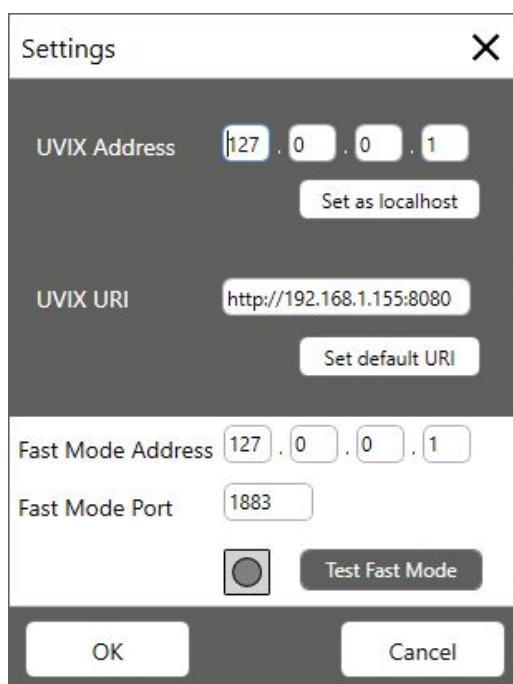 Settings
UVIX Address 127 . 0 . 0 . 1
Set as localhost
UVIX URI http://192.168.1.155:8080
Set default URI
Fast Mode Address 127 . 0 . 0 . 1
Fast Mode Port 1883
Test Fast Mode
OK Cancel